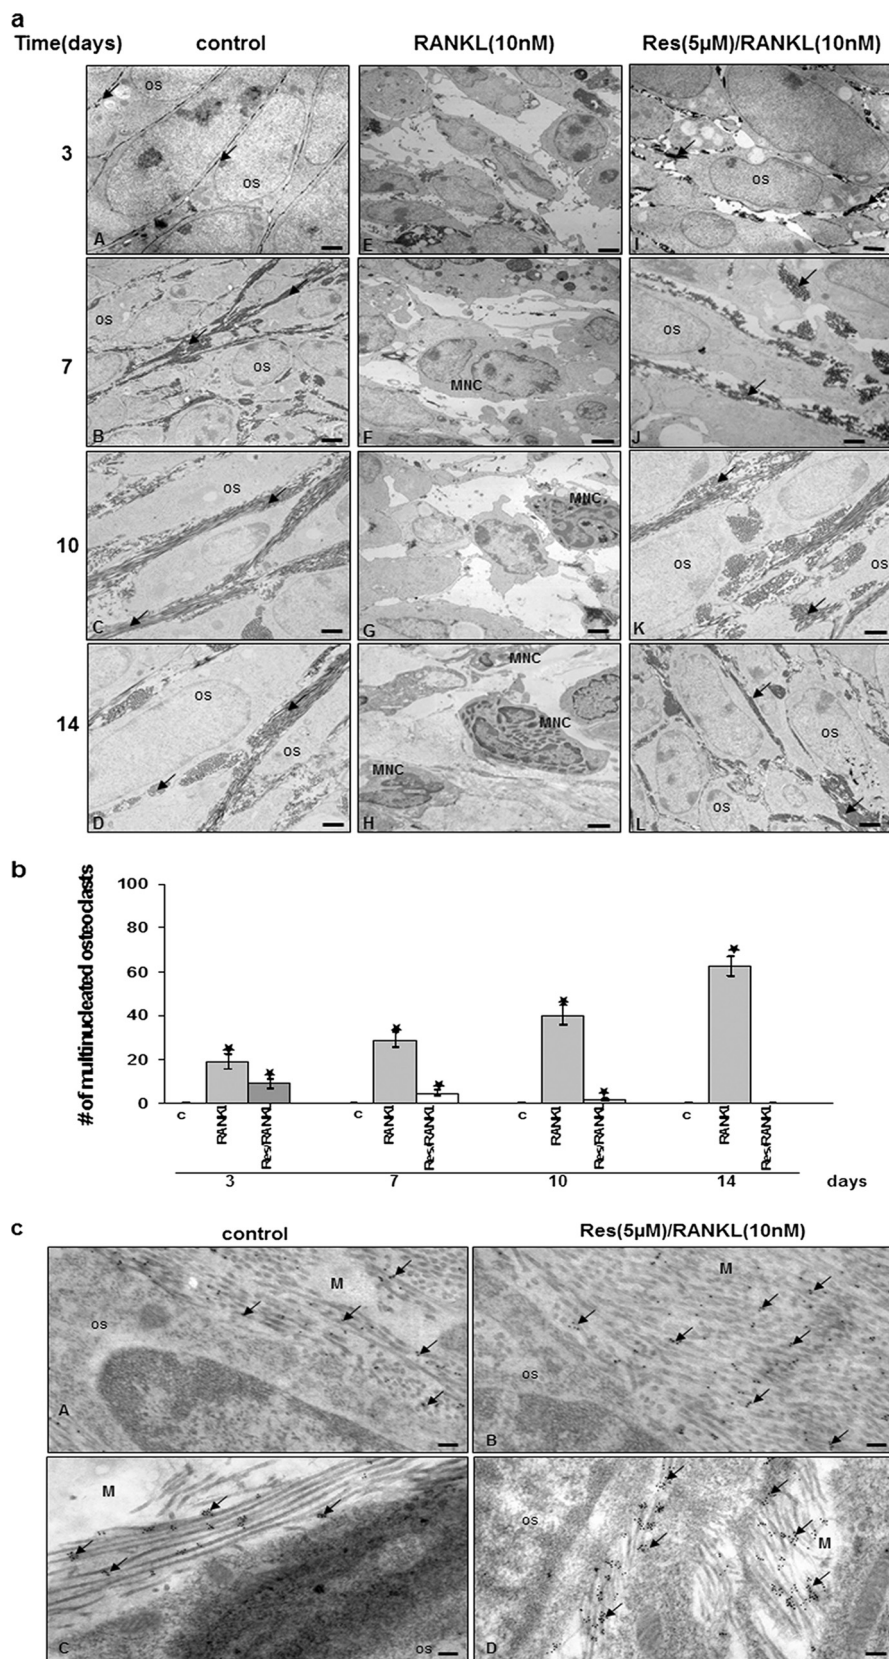 a
Time(days) control RANKL(10nM) Res(5µM)/RANKL(10nM)
3
os
os
A
E
os
I
7
os
os
B
MNC
F
os
J
10
os
C
MNC
G
os
os
K
14
os
os
D
MNC
MNC
MNC
H
os
os
L
b
# of multinucleated osteoclasts
100
80
60
40
20
0
C RANKL Res/RANKL C RANKL Res/RANKL C RANKL Res/RANKL C RANKL Res/RANKL
3 7 10 14 days
c
control Res(5µM)/RANKL(10nM)
M
os
A
M
os
B
M
os
C
os
M
D